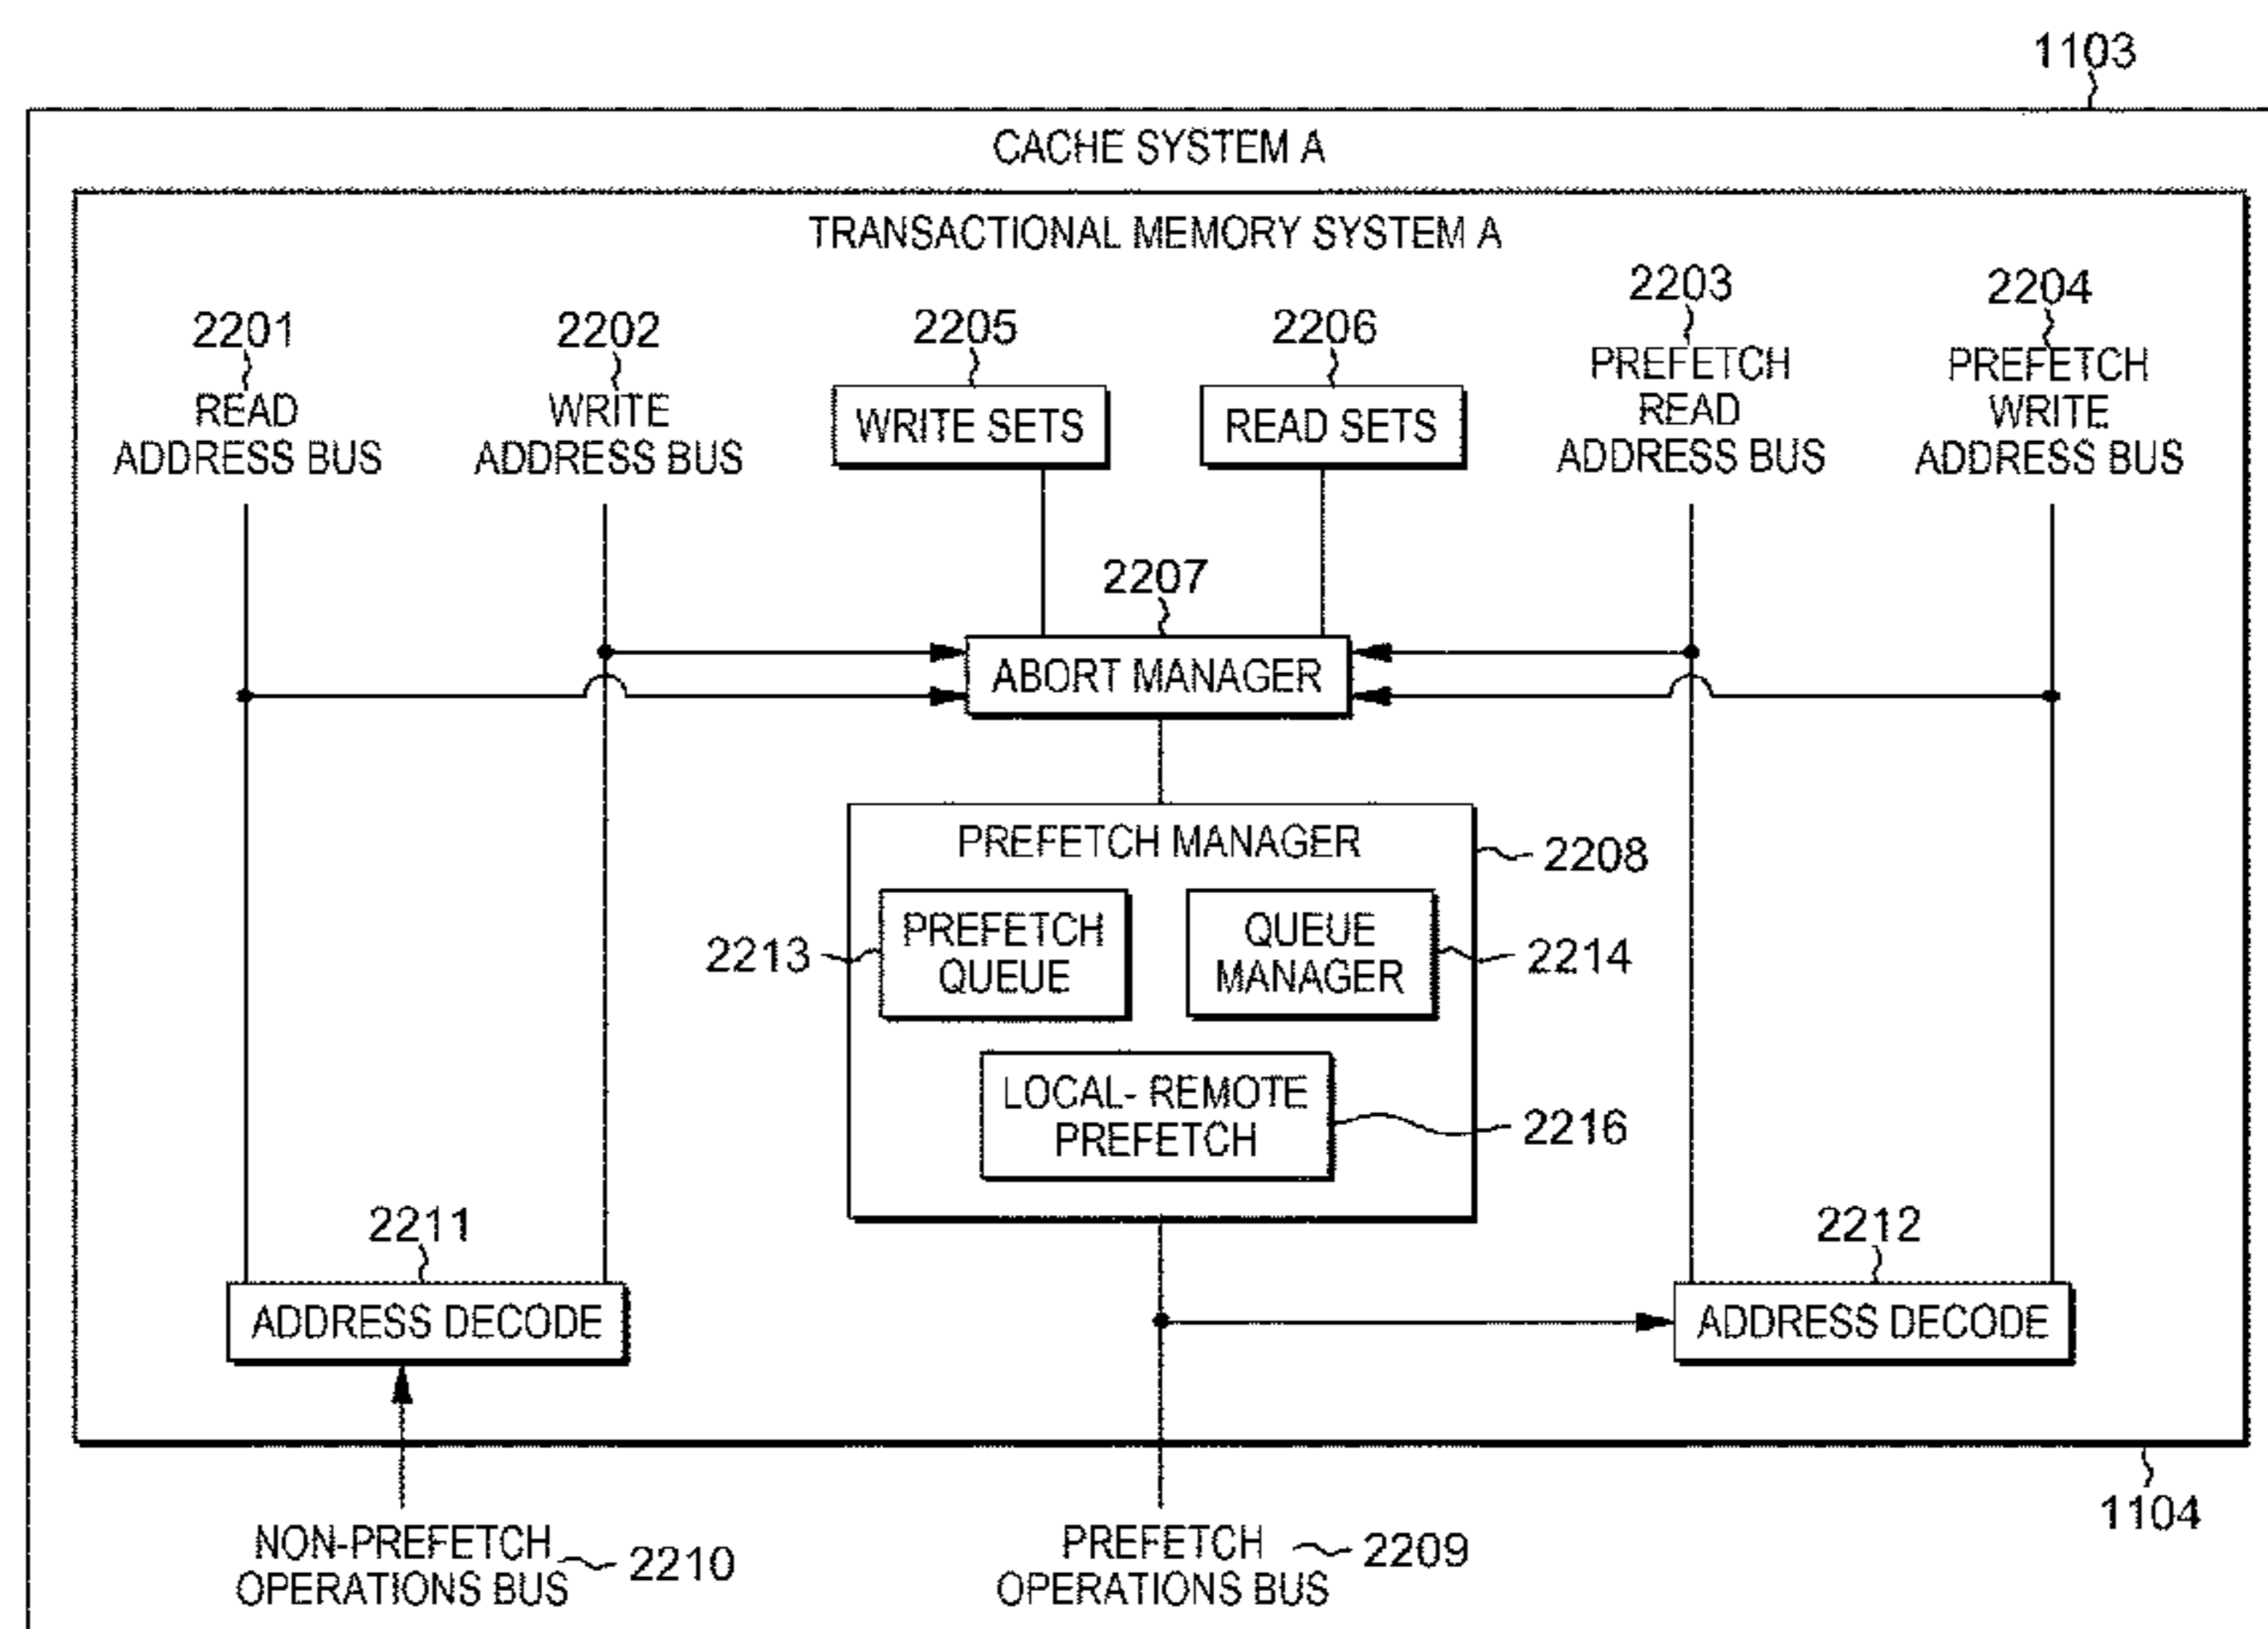 1103
CACHE SYSTEM A
TRANSACTIONAL MEMORY SYSTEM A
2201
READ
ADDRESS BUS
2202
WRITE
ADDRESS BUS
2205
WRITE SETS
2206
READ SETS
2203
PREFETCH
READ
ADDRESS BUS
2204
PREFETCH
WRITE
ADDRESS BUS
2207
ABORT MANAGER
PREFETCH MANAGER
2208
2213
PREFETCH
QUEUE
QUEUE
MANAGER
2214
LOCAL- REMOTE
PREFETCH
2216
2211
ADDRESS DECODE
2212
ADDRESS DECODE
1104
NON-PREFETCH
OPERATIONS BUS
2210
PREFETCH
OPERATIONS BUS
2209